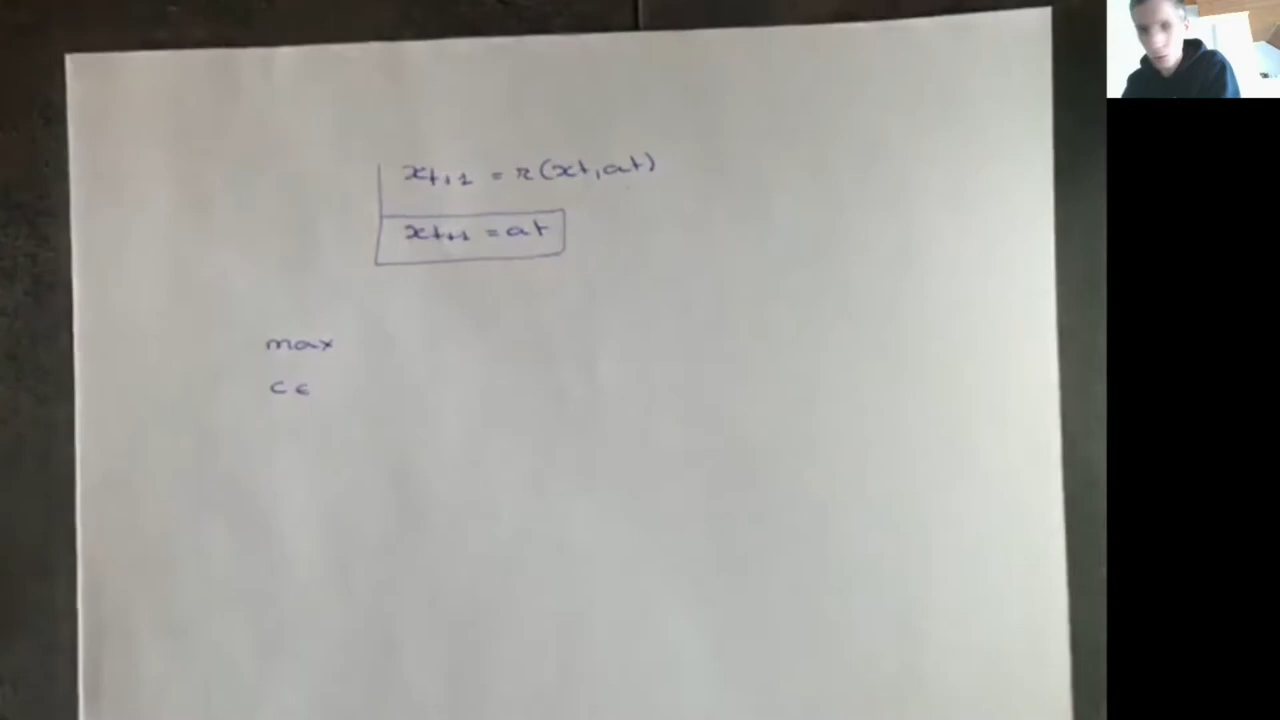 xt+1 = r(xt, at)
xt+1 = at
max
c ϵ